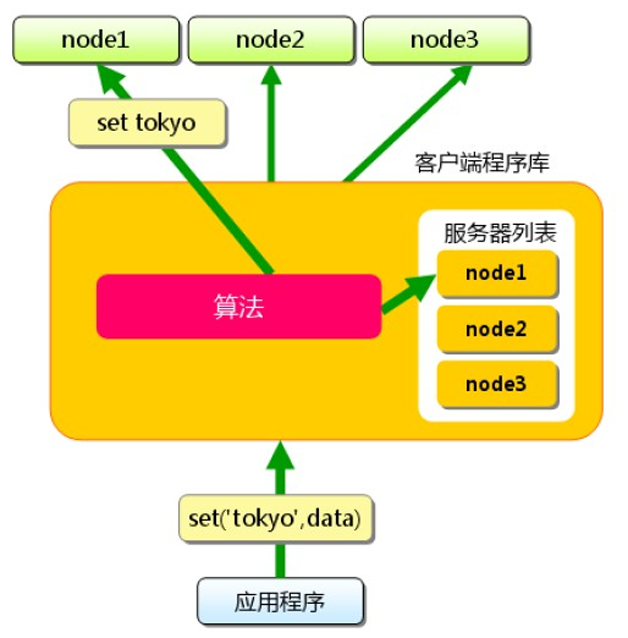 node1
node2
node3
set tokyo
客户端程序库
服务器列表
node1
算法
node2
node3
set('tokyo',data)
应用程序